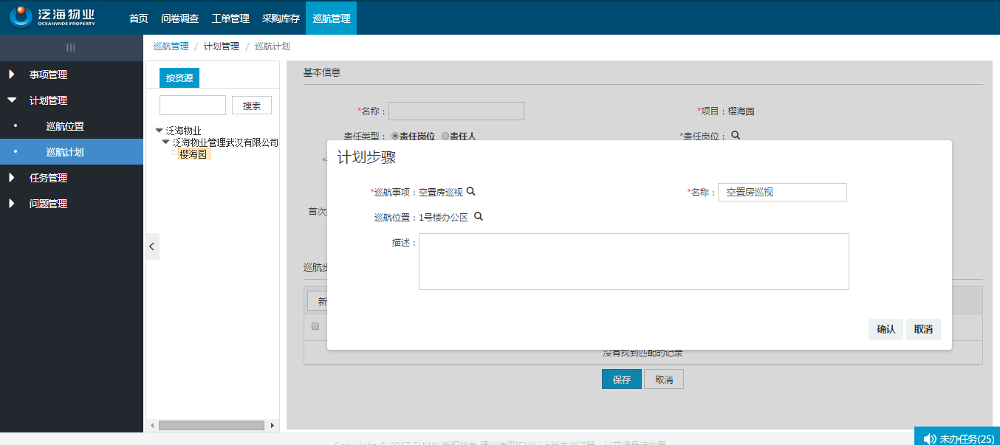 泛海物业
OCEANWIDE PROPERTY
首页 问卷调查 工单管理 采购库存 巡航管理
巡航管理 / 计划管理 / 巡航计划
事项管理
计划管理
巡航位置
巡航计划
任务管理
问题管理
按资源
搜索
泛海物业
泛海物业管理武汉有限公司
樱海园
基本信息
*名称：
*项目：樱海园
责任类型： 责任岗位 责任人
*责任岗位：
首次
巡航步
新
没有找到匹配的记录
保存 取消
计划步骤
*巡航事项：空置房巡视
*名称： 空置房巡视
巡航位置：1号楼办公区
描述：
确认 取消
未办任务(25)